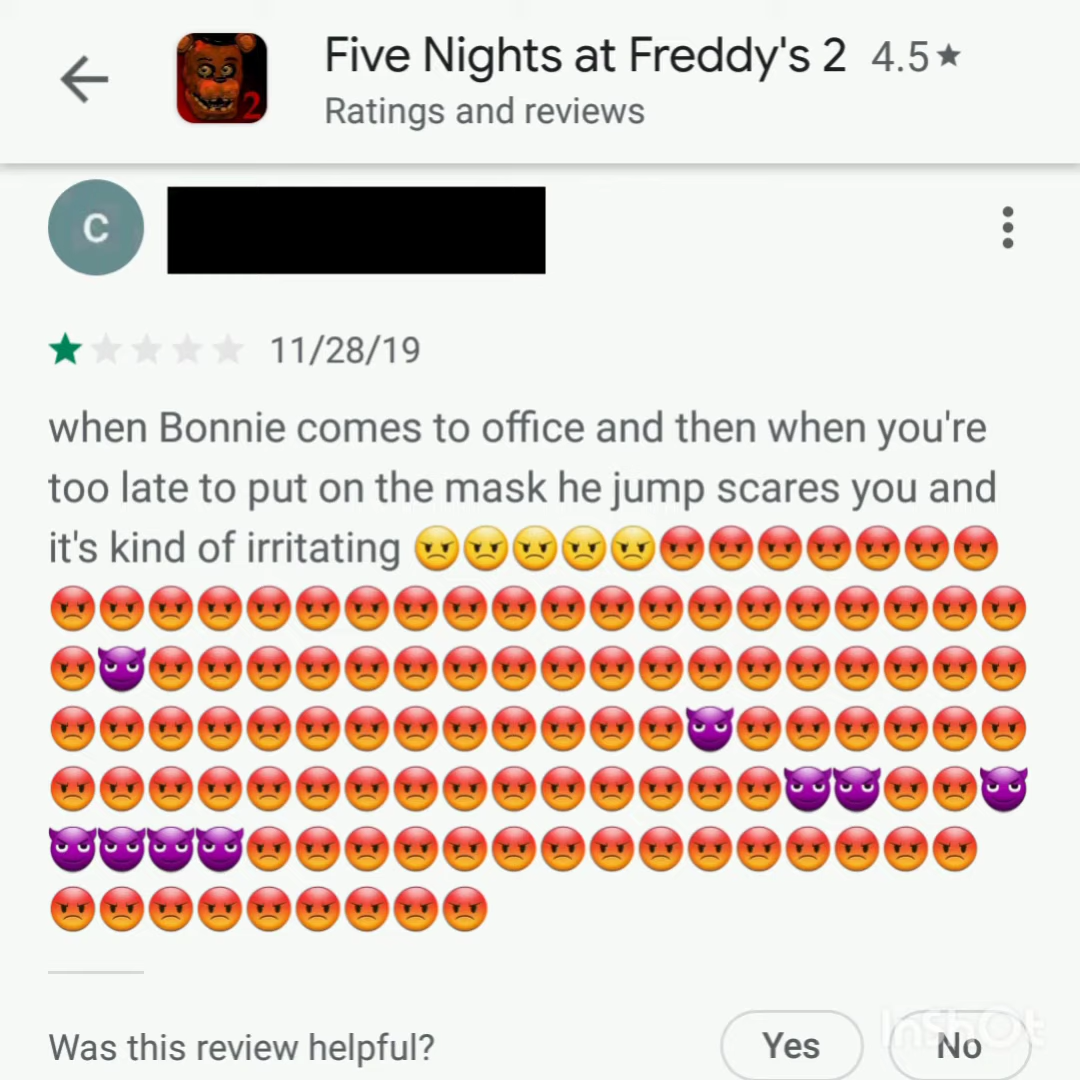 Five Nights at Freddy's 2 4.5★
Ratings and reviews
2
C
11/28/19
when Bonnie comes to office and then when you're
too late to put on the mask he jump scares you and
it's kind of irritating 😠😠😠😠😠😡😡😡😡😡😡😡
😡😡😡😡😡😡😡😡😡😡😡😡😡😡😡😡😡😡😡😡
😡😈😡😡😡😡😡😡😡😡😡😡😡😡😡😡😡😡😡😡
😡😡😡😡😡😡😡😡😡😡😡😡😡😈😡😡😡😡😡😡
😡😡😡😡😡😡😡😡😡😡😡😡😡😡😡😈😈😡😡😈
😈😈😈😈😡😡😡😡😡😡😡😡😡😡😡😡😡😡😡
😡😡😡😡😡😡😡😡😡
Was this review helpful? Yes No
InShOt